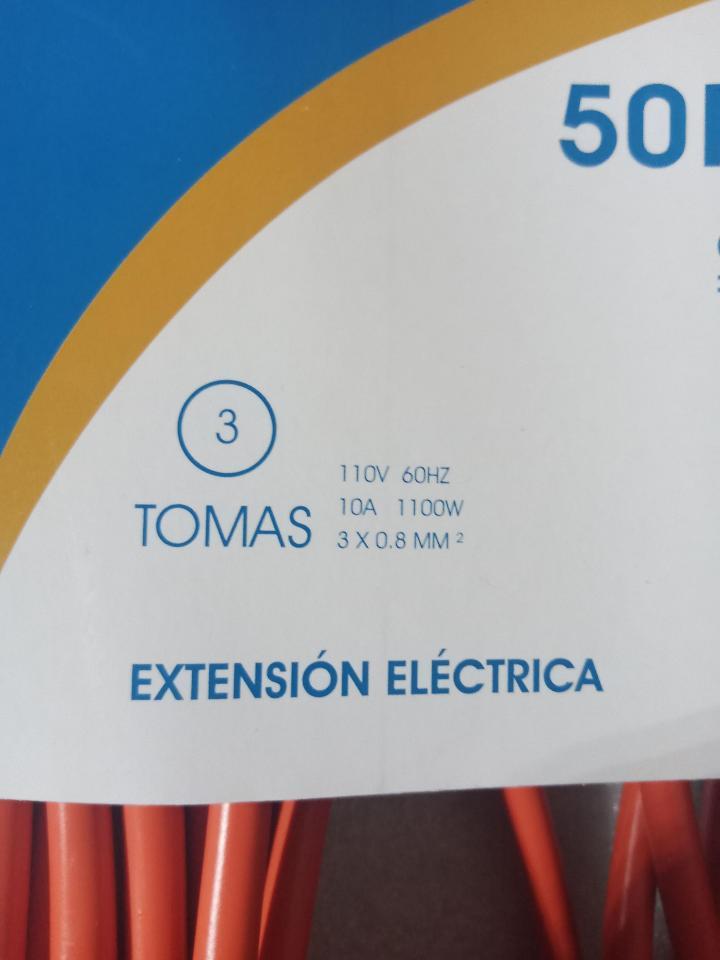 50
3
TOMAS
110V 60HZ
10A 1100W
3 X 0.8 MM ²
EXTENSIÓN ELÉCTRICA